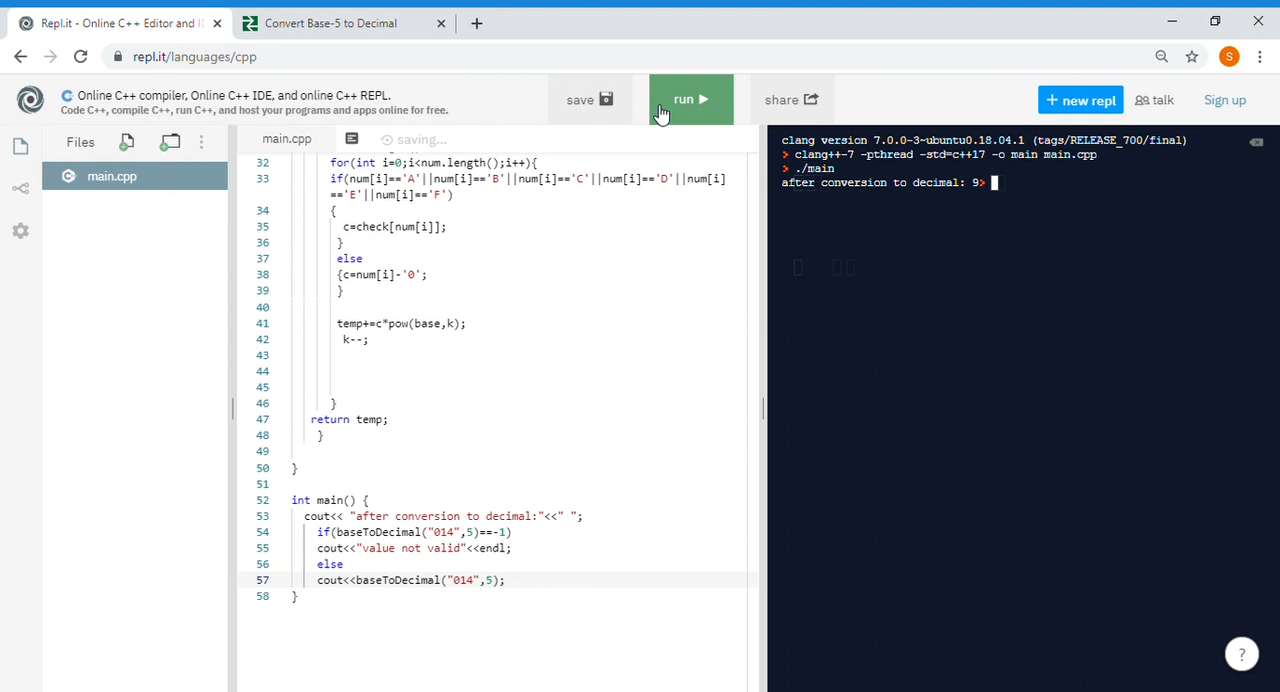 Repl.it - Online C++ Editor and I
Convert Base-5 to Decimal
repl.it/languages/cpp
S
Online C++ compiler, Online C++ IDE, and online C++ REPL.
Code C++, compile C++, run C++, and host your programs and apps online for free.
save
run
share
+ new repl
talk
Sign up
Files
main.cpp
main.cpp
saving...
32 for(int i=0;i<num.length();i++){
33 if(num[i]=='A'||num[i]=='B'||num[i]=='C'||num[i]=='D'||num[i]
=='E'||num[i]=='F')
34 {
35 c=check[num[i]];
36 }
37 else
38 {c=num[i]-'0';
39 }
40
41 temp+=c*pow(base,k);
42 k--;
43
44
45
46 }
47 return temp;
48 }
49
50 }
51
52 int main() {
53 cout<< "after conversion to decimal:"<<" ";
54 if(baseToDecimal("014",5)==-1)
55 cout<<"value not valid"<<endl;
56 else
57 cout<<baseToDecimal("014",5);
58 }
clang version 7.0.0-3~ubuntu0.18.04.1 (tags/RELEASE_700/final)
> clang++-7 -pthread -std=c++17 -o main main.cpp
> ./main
after conversion to decimal: 9>
?